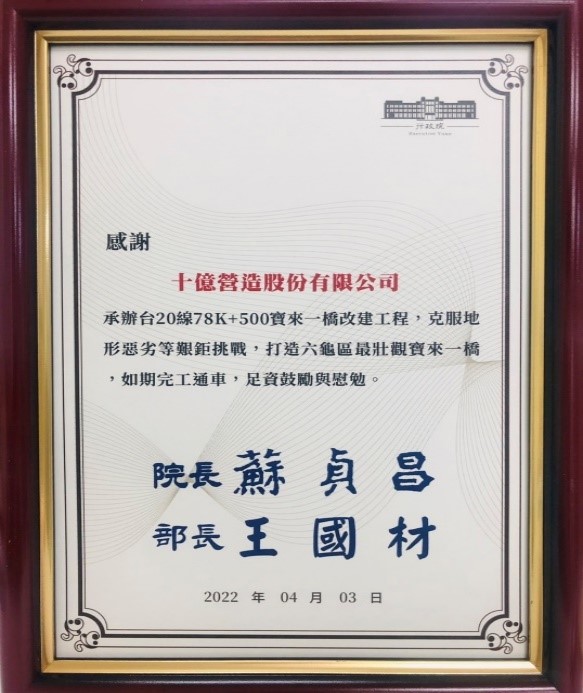 行政院
Executive Yuan
感謝
十億營造股份有限公司
承辦台20線78K+500寶來一橋改建工程，克服地
形惡劣等艱鉅挑戰，打造六龜區最壯觀寶來一橋
，如期完工通車，足資鼓勵與慰勉。
院長 蘇貞昌
部長 王國材
2022 年 04 月 03 日